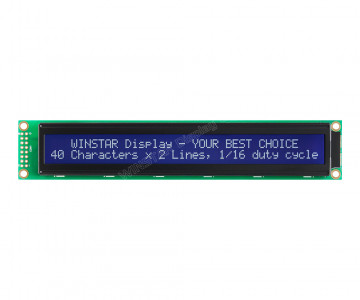 WINSTAR Display - YOUR BEST CHOICE
40 Characters x 2 Lines, 1/16 duty cycle